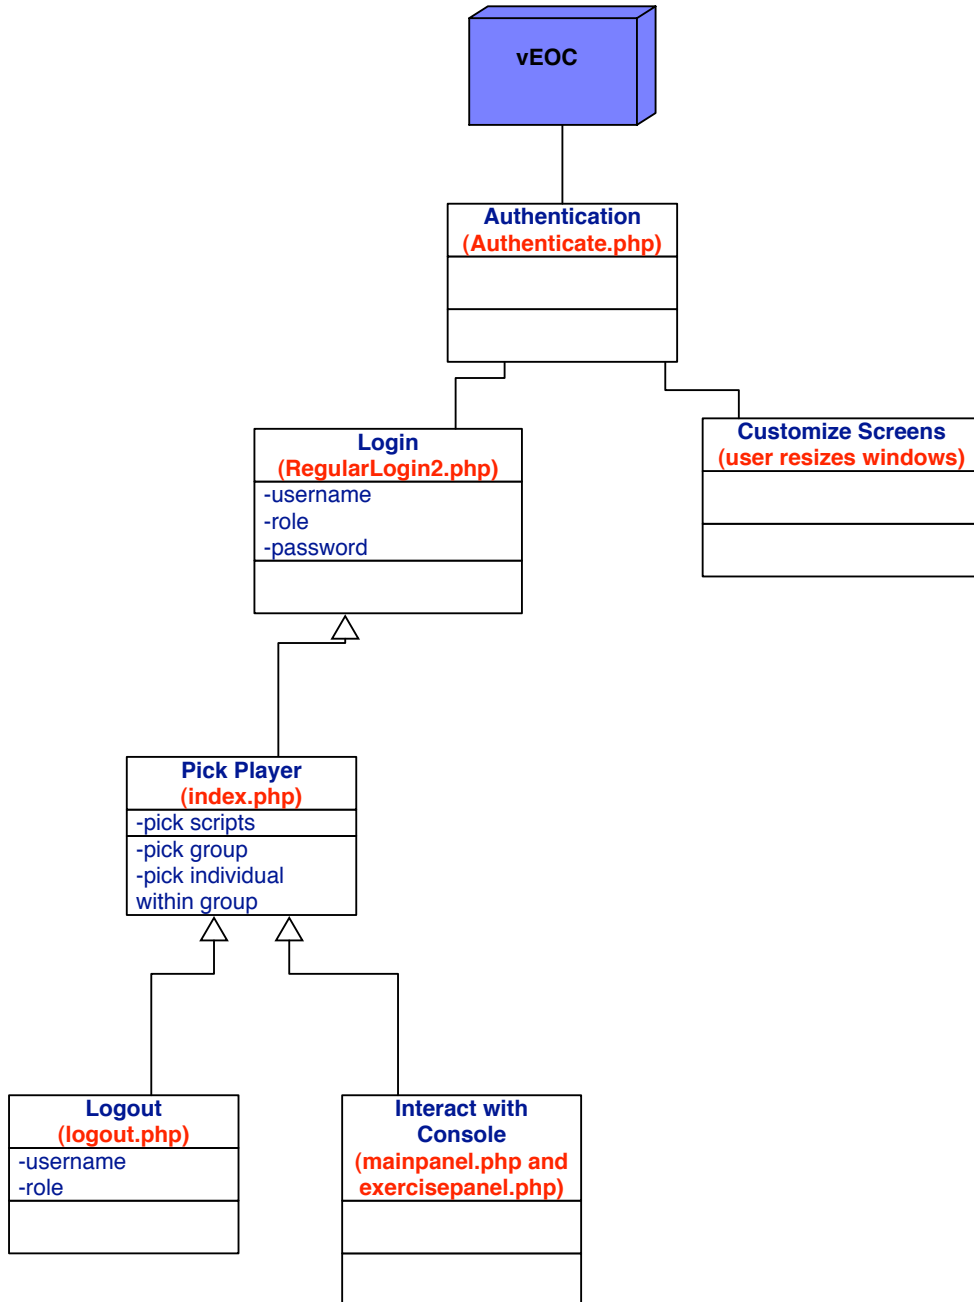 vEOC
Authentication
(Authenticate.php)
Login
(RegularLogin2.php)
-username
-role
-password
Customize Screens
(user resizes windows)
Pick Player
(index.php)
-pick scripts
-pick group
-pick individual
within group
Logout
(logout.php)
-username
-role
Interact with
Console
(mainpanel.php and
exercisepanel.php)